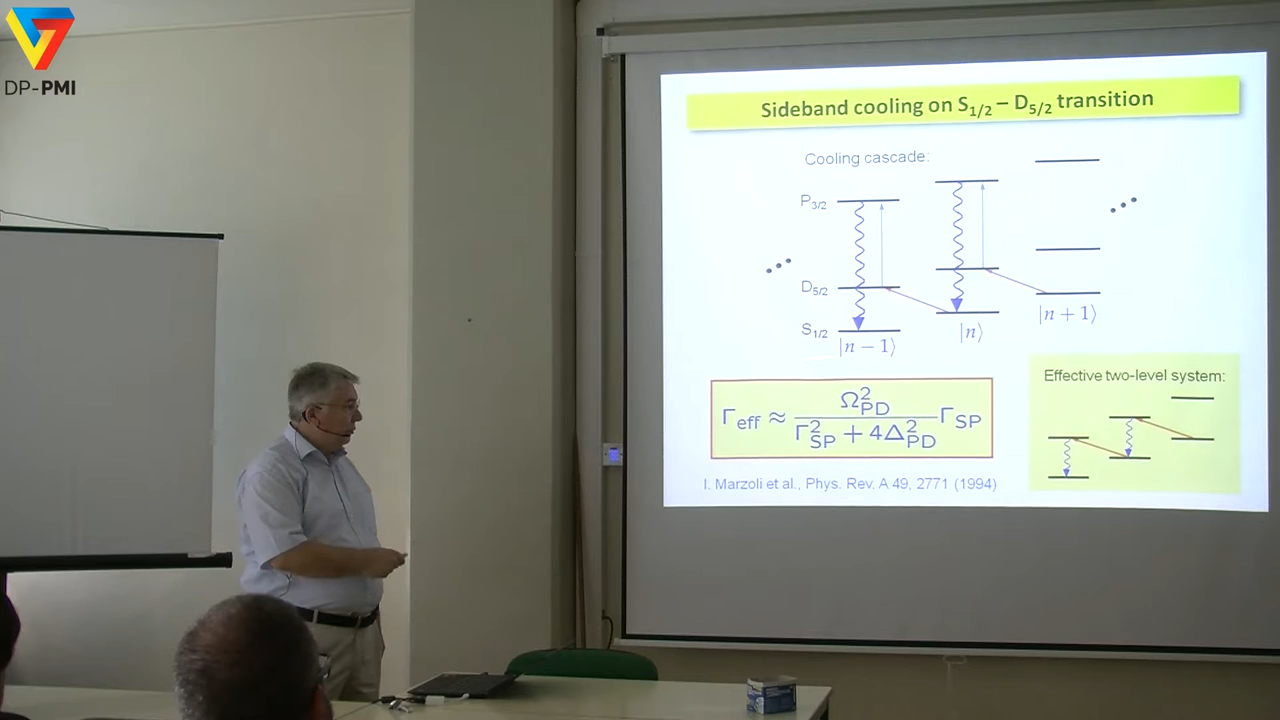 DP-PMI
Sideband cooling on S1/2 – D5/2 transition
Cooling cascade:
P3/2
D5/2
S1/2
|n − 1⟩
|n⟩
|n + 1⟩
Γeff ≈ Ω²PD / (Γ²SP + 4Δ²PD) ΓSP
I. Marzoli et al., Phys. Rev. A 49, 2771 (1994)
Effective two-level system: